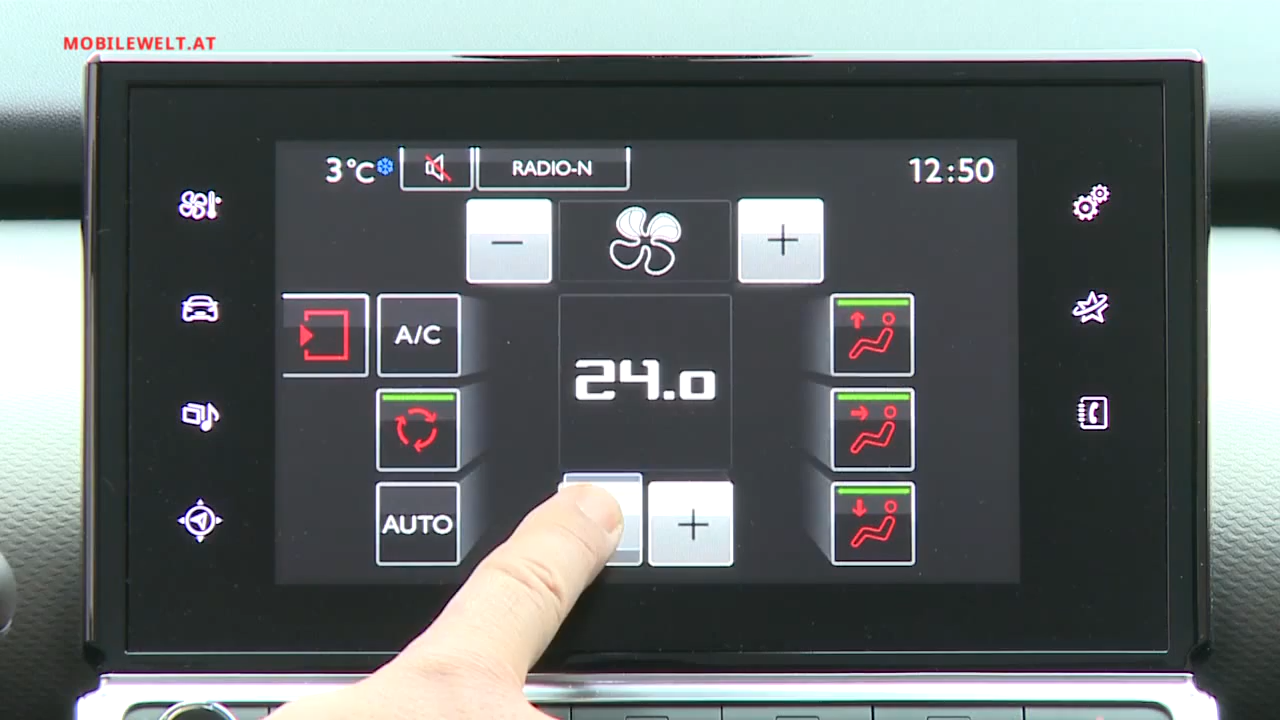 MOBILEWELT.AT
3°C
RADIO-N
12:50
−
+
A/C
24.0
AUTO
+